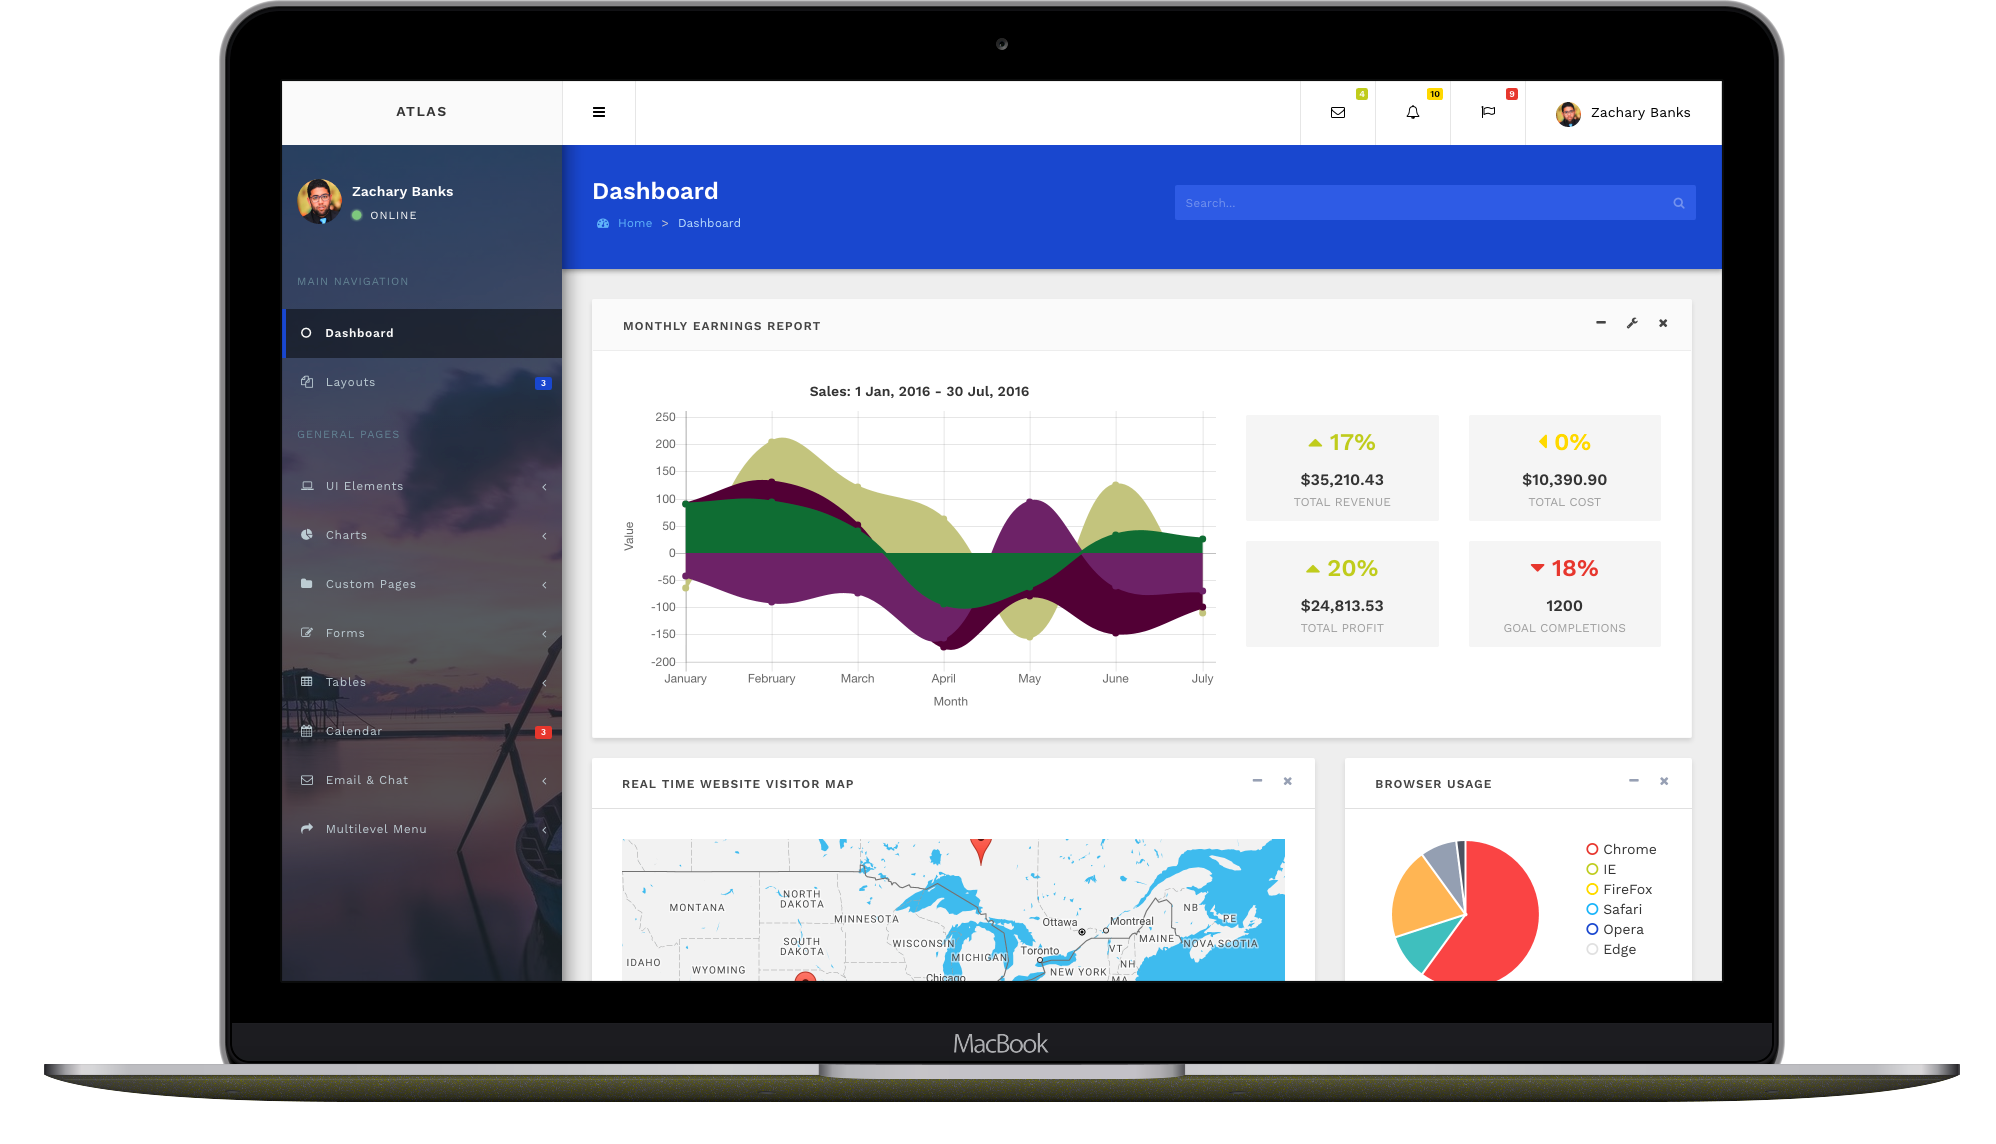 ATLAS
4
10
9
Zachary Banks
Zachary Banks
ONLINE
MAIN NAVIGATION
Dashboard
Layouts
3
GENERAL PAGES
UI Elements
Charts
Custom Pages
Forms
Tables
Calendar
3
Email & Chat
Multilevel Menu
Dashboard
Home > Dashboard
Search...
MONTHLY EARNINGS REPORT
Sales: 1 Jan, 2016 - 30 Jul, 2016
250
200
150
100
50
0
-50
-100
-150
-200
Value
January February March April May June July
Month
17%
$35,210.43
TOTAL REVENUE
0%
$10,390.90
TOTAL COST
20%
$24,813.53
TOTAL PROFIT
18%
1200
GOAL COMPLETIONS
REAL TIME WEBSITE VISITOR MAP
MONTANA
NORTH
DAKOTA
MINNESOTA
SOUTH
DAKOTA
WISCONSIN
MICHIGAN
IDAHO
WYOMING
Chicago
Ottawa
Montreal
Toronto
NEW YORK
VT
NH
MA
MAINE
NB
PE
NOVA SCOTIA
BROWSER USAGE
Chrome
IE
FireFox
Safari
Opera
Edge
MacBook